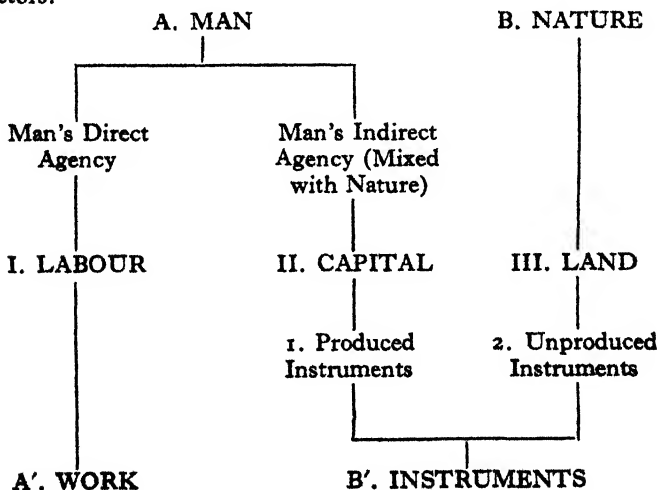 A. MAN B. NATURE
Man's Direct
Agency
Man's Indirect
Agency (Mixed
with Nature)
I. LABOUR II. CAPITAL III. LAND
1. Produced
Instruments
2. Unproduced
Instruments
A′. WORK B′. INSTRUMENTS